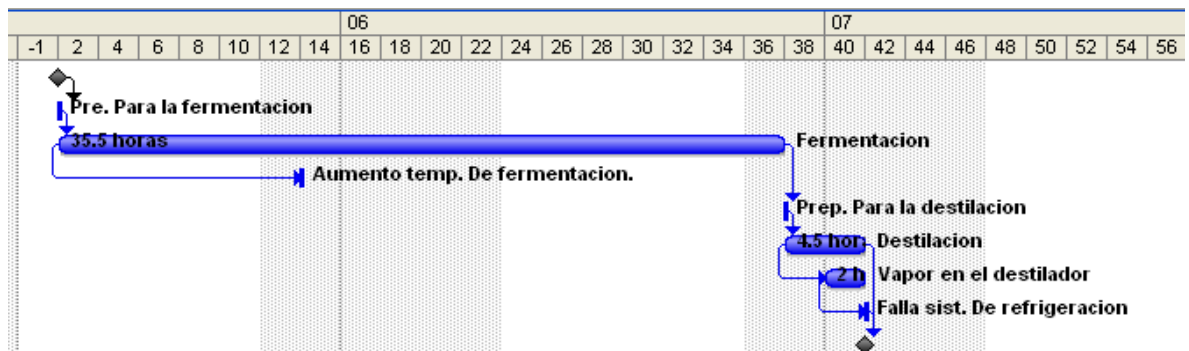 06 07
-1 2 4 6 8 10 12 14 16 18 20 22 24 26 28 30 32 34 36 38 40 42 44 46 48 50 52 54 56
Pre. Para la fermentacion
35.5 horas Fermentacion
Aumento temp. De fermentacion.
Prep. Para la destilacion
4.5 hor Destilacion
2 h Vapor en el destilador
Falla sist. De refrigeracion